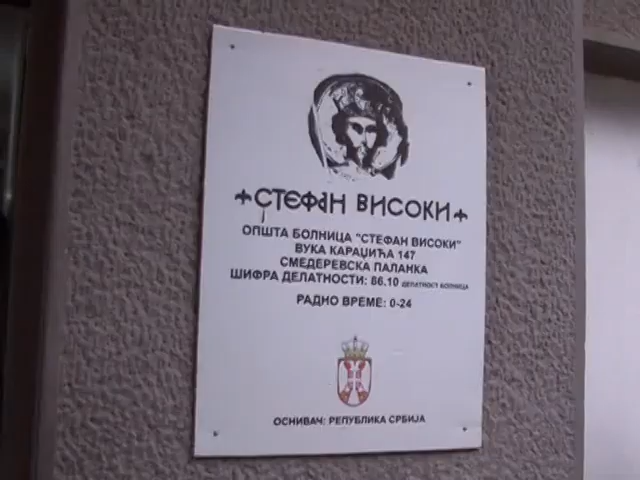 СТЕФАН ВИСОКИ
ОПШТА БОЛНИЦА "СТЕФАН ВИСОКИ"
ВУКА КАРАЏИЋА 147
СМЕДЕРЕВСКА ПАЛАНКА
ШИФРА ДЕЛАТНОСТИ: 86.10 ДЕЛАТНОСТ БОЛНИЦА
РАДНО ВРЕМЕ: 0-24
ОСНИВАЧ: РЕПУБЛИКА СРБИЈА